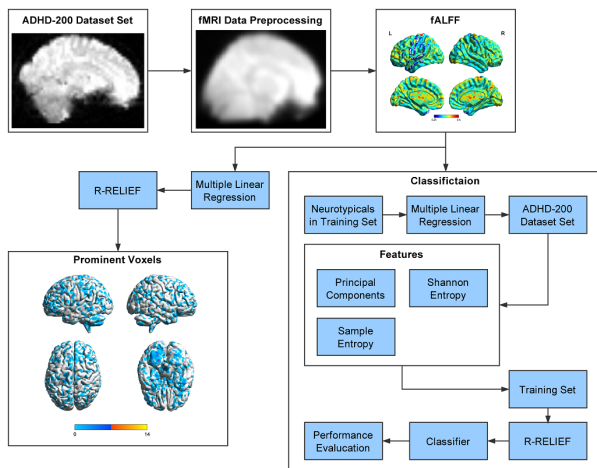 ADHD-200 Dataset Set
fMRI Data Preprocessing
fALFF
L
R
R-RELIEF
Multiple Linear
Regression
Prominent Voxels
0
14
Classifictaion
Neurotypicals
in Training Set
Multiple Linear
Regression
ADHD-200
Dataset Set
Features
Principal
Components
Shannon
Entropy
Sample
Entropy
Training Set
R-RELIEF
Classifier
Performance
Evalucation